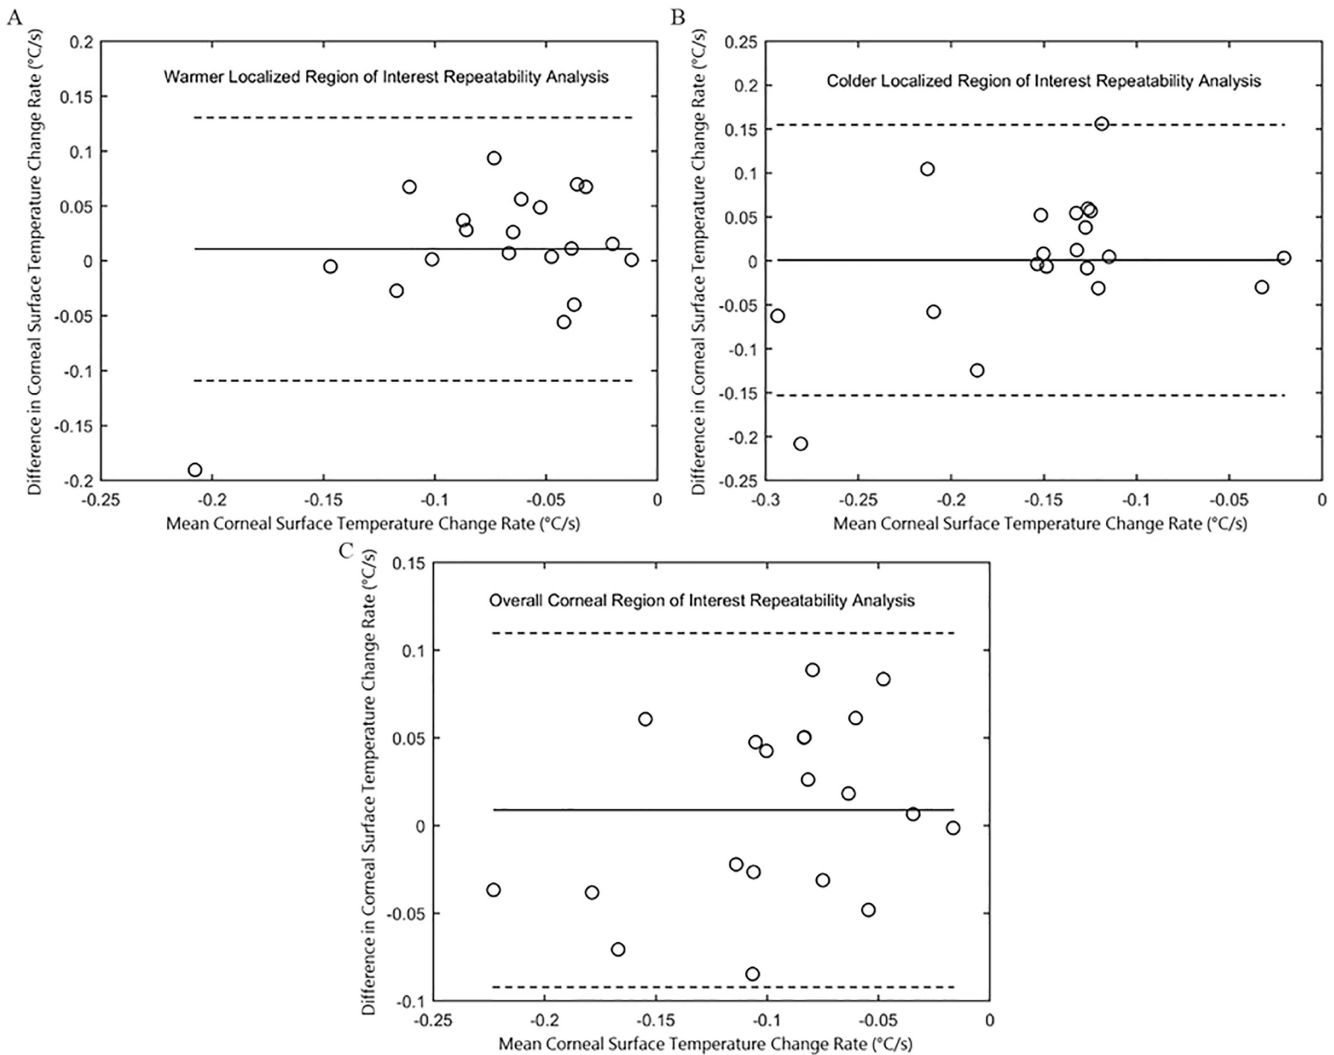 A
Difference in Corneal Surface Temperature Change Rate (°C/s)
0.2
0.15
0.1
0.05
0
-0.05
-0.1
-0.15
-0.2
Warmer Localized Region of Interest Repeatability Analysis
-0.25 -0.2 -0.15 -0.1 -0.05 0
Mean Corneal Surface Temperature Change Rate (°C/s)
B
Difference in Corneal Surface Temperature Change Rate (°C/s)
0.25
0.2
0.15
0.1
0.05
0
-0.05
-0.1
-0.15
-0.2
-0.25
Colder Localized Region of Interest Repeatability Analysis
-0.3 -0.25 -0.2 -0.15 -0.1 -0.05 0
Mean Corneal Surface Temperature Change Rate (°C/s)
C
Difference in Corneal Surface Temperature Change Rate (°C/s)
0.15
0.1
0.05
0
-0.05
-0.1
Overall Corneal Region of Interest Repeatability Analysis
-0.25 -0.2 -0.15 -0.1 -0.05 0
Mean Corneal Surface Temperature Change Rate (°C/s)